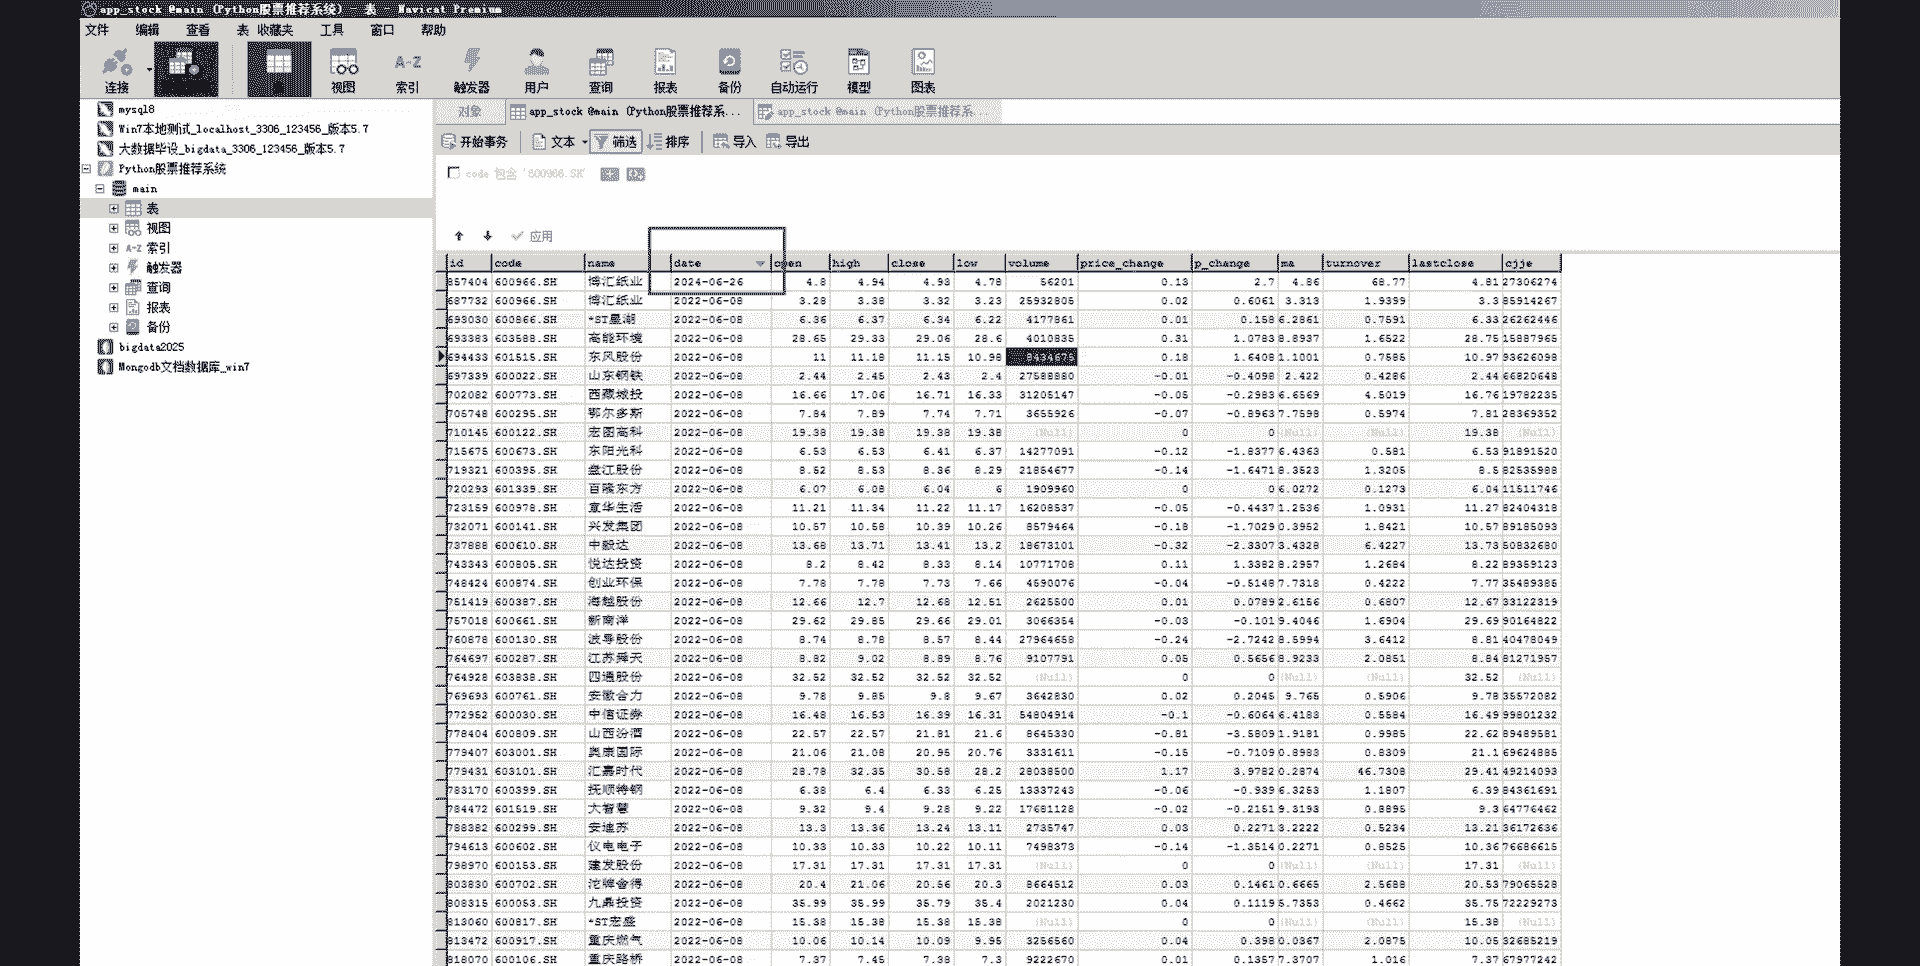 app_stock @main (Python股票推荐系统) - 表 - Navicat Premium
文件 编辑 查看 表 收藏夹 工具 窗口 帮助
连接 视图 索引 触发器 用户 查询 报表 备份 自动运行 模型 图表
mysql8
Win7本地测试_localhost_3306_123456_版本5.7
大数据毕设_bigdata_3306_123456_版本5.7
Python股票推荐系统
main
表
视图
A-Z 索引
触发器
查询
报表
备份
bigdata2025
Mongodb文档数据库_win7
对象 app_stock @main (Python股票推荐系... app_stock @main (Python股票推荐系...
开始事务 文本 筛选 排序 导入 导出
code 包含 '600966.SH'
应用
id code name date open high close low volume price_change p_change ma turnover lastclose cjje
857404 600966.SH 博汇纸业 2024-06-26 4.8 4.94 4.93 4.78 56201 0.13 2.7 4.86 68.77 4.81 27306274
687732 600966.SH 博汇纸业 2022-06-08 3.28 3.38 3.32 3.23 25932805 0.02 0.6061 3.313 1.9399 3.3 85914267
693030 600866.SH *ST星湖 2022-06-08 6.36 6.37 6.34 6.22 4177861 0.01 0.158 6.2861 0.7591 6.33 26262446
693383 603588.SH 高能环境 2022-06-08 28.65 29.33 29.06 28.6 4010835 0.31 1.0783 8.8937 1.6522 28.75 15887965
694433 601515.SH 东风股份 2022-06-08 11 11.18 11.15 10.98 8434675 0.18 1.6408 1.1001 0.7585 10.97 93626098
697339 600022.SH 山东钢铁 2022-06-08 2.44 2.45 2.43 2.4 27588880 -0.01 -0.4098 2.422 0.4286 2.44 66820648
702082 600773.SH 西藏城投 2022-06-08 16.66 17.06 16.71 16.33 31205147 -0.05 -0.2983 6.6569 4.5019 16.76 19782235
705748 600295.SH 鄂尔多斯 2022-06-08 7.84 7.89 7.74 7.71 3655926 -0.07 -0.8963 7.7598 0.5974 7.81 28369352
710145 600122.SH 宏图高科 2022-06-08 19.38 19.38 19.38 19.38 (Null) 0 0 (Null) (Null) 19.38 (Null)
715675 600673.SH 东阳光科 2022-06-08 6.53 6.53 6.41 6.37 14277091 -0.12 -1.8377 6.4363 0.581 6.53 91891520
719321 600395.SH 盘江股份 2022-06-08 8.52 8.53 8.36 8.29 21854677 -0.14 -1.6471 8.3523 1.3205 8.5 82535988
720293 601339.SH 百隆东方 2022-06-08 6.07 6.08 6.04 6 1909960 0 0 6.0272 0.1273 6.04 11511746
723159 600978.SH 宜华生活 2022-06-08 11.21 11.34 11.22 11.17 16208537 -0.05 -0.4437 1.2536 1.0931 11.27 82404318
732071 600141.SH 兴发集团 2022-06-08 10.57 10.58 10.39 10.26 8579464 -0.18 -1.7029 0.3952 1.8421 10.57 89185093
737888 600610.SH 中毅达 2022-06-08 13.68 13.71 13.41 13.2 18673101 -0.32 -2.3307 3.4328 6.4227 13.73 50832680
743343 600805.SH 悦达投资 2022-06-08 8.2 8.42 8.33 8.14 10771708 0.11 1.3382 8.2957 1.2684 8.22 89359123
748424 600874.SH 创业环保 2022-06-08 7.78 7.78 7.73 7.66 4590076 -0.04 -0.5148 7.7318 0.4222 7.77 35489385
751419 600387.SH 海越股份 2022-06-08 12.66 12.7 12.68 12.51 2625500 0.01 0.0789 2.6156 0.6807 12.67 33122319
757018 600661.SH 新南洋 2022-06-08 29.62 29.85 29.66 29.01 3066354 -0.03 -0.101 9.4046 1.6904 29.69 90164822
760878 600130.SH 波导股份 2022-06-08 8.74 8.78 8.57 8.44 27964658 -0.24 -2.7242 8.5994 3.6412 8.81 40478049
764697 600287.SH 江苏舜天 2022-06-08 8.82 9.02 8.89 8.76 9107791 0.05 0.5656 8.9233 2.0851 8.84 81271957
764928 603838.SH 四通股份 2022-06-08 32.52 32.52 32.52 32.52 (Null) 0 0 (Null) (Null) 32.52 (Null)
769693 600761.SH 安徽合力 2022-06-08 9.78 9.85 9.8 9.67 3642830 0.02 0.2045 9.765 0.5906 9.78 35572082
772952 600030.SH 中信证券 2022-06-08 16.48 16.53 16.39 16.31 54804914 -0.1 -0.6064 6.4183 0.5584 16.49 99801232
778404 600809.SH 山西汾酒 2022-06-08 22.57 22.57 21.81 21.6 8645330 -0.81 -3.5809 1.9181 0.9985 22.62 89489581
779407 603001.SH 奥康国际 2022-06-08 21.06 21.08 20.95 20.76 3331611 -0.15 -0.7109 0.8983 0.8309 21.1 69624885
779431 603101.SH 汇嘉时代 2022-06-08 28.78 32.35 30.58 28.2 28038500 1.17 3.9782 0.2874 46.7308 29.41 49214093
783170 600399.SH 抚顺特钢 2022-06-08 6.38 6.4 6.33 6.25 13337243 -0.06 -0.939 6.3253 1.1807 6.39 84361691
784472 601519.SH 大智慧 2022-06-08 9.32 9.4 9.28 9.22 17681128 -0.02 -0.2151 9.3193 0.8895 9.3 64776462
788382 600299.SH 安迪苏 2022-06-08 13.3 13.36 13.24 13.11 2735747 0.03 0.2271 3.2222 0.5234 13.21 36172636
794613 600602.SH 仪电电子 2022-06-08 10.33 10.33 10.22 10.11 7498373 -0.14 -1.3514 0.2271 0.8525 10.36 76686615
798970 600153.SH 建发股份 2022-06-08 17.31 17.31 17.31 17.31 (Null) 0 0 (Null) (Null) 17.31 (Null)
803830 600702.SH 沱牌舍得 2022-06-08 20.4 21.06 20.56 20.3 8664512 0.03 0.1461 0.6665 2.5688 20.53 79065528
808315 600053.SH 九鼎投资 2022-06-08 35.99 35.99 35.79 35.4 2021230 0.04 0.1119 5.7353 0.4662 35.75 72229273
813060 600817.SH *ST宏盛 2022-06-08 15.38 15.38 15.38 15.38 (Null) 0 0 (Null) (Null) 15.38 (Null)
813472 600917.SH 重庆燃气 2022-06-08 10.06 10.14 10.09 9.95 3256560 0.04 0.398 0.0367 2.0875 10.05 32685219
818070 600106.SH 重庆路桥 2022-06-08 7.37 7.45 7.38 7.3 9222670 0.01 0.1357 7.3707 1.016 7.37 67977242